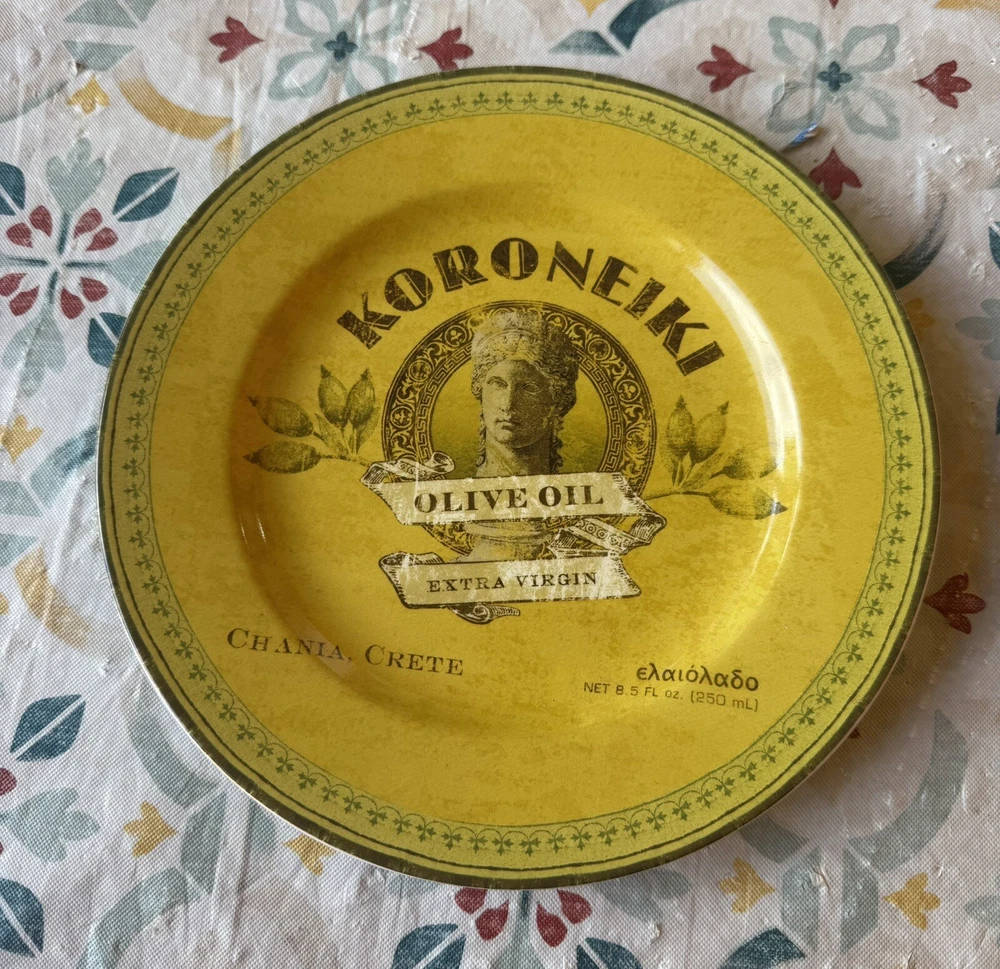 KORONEIKI
OLIVE OIL
EXTRA VIRGIN
CHANIA, CRETE
ελαιόλαδο
NET 8.5 FL oz. (250 mL)